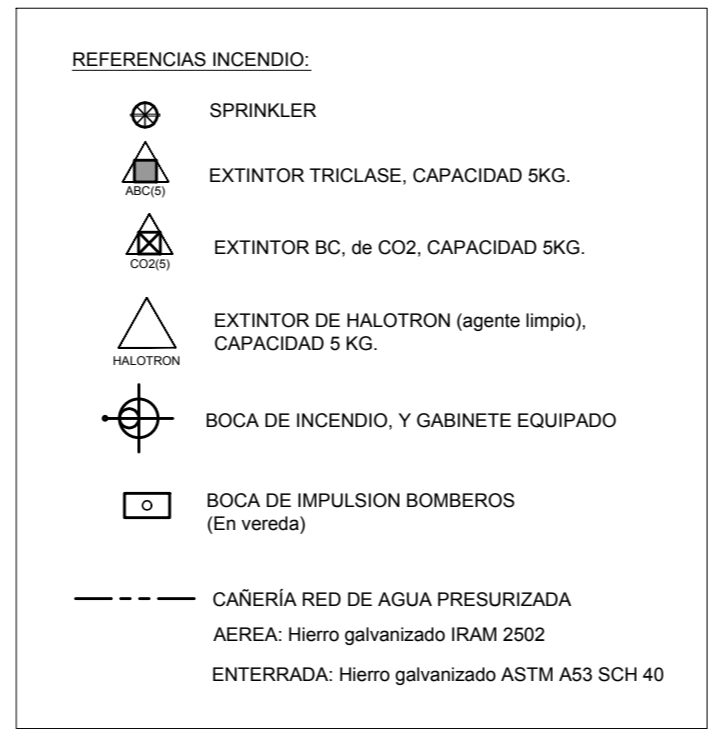 REFERENCIAS INCENDIO:
SPRINKLER
ABC(5)
EXTINTOR TRICLASE, CAPACIDAD 5KG.
CO2(5)
EXTINTOR BC, de CO2, CAPACIDAD 5KG.
HALOTRON
EXTINTOR DE HALOTRON (agente limpio),
CAPACIDAD 5 KG.
BOCA DE INCENDIO, Y GABINETE EQUIPADO
BOCA DE IMPULSION BOMBEROS
(En vereda)
CAÑERÍA RED DE AGUA PRESURIZADA
AEREA: Hierro galvanizado IRAM 2502
ENTERRADA: Hierro galvanizado ASTM A53 SCH 40